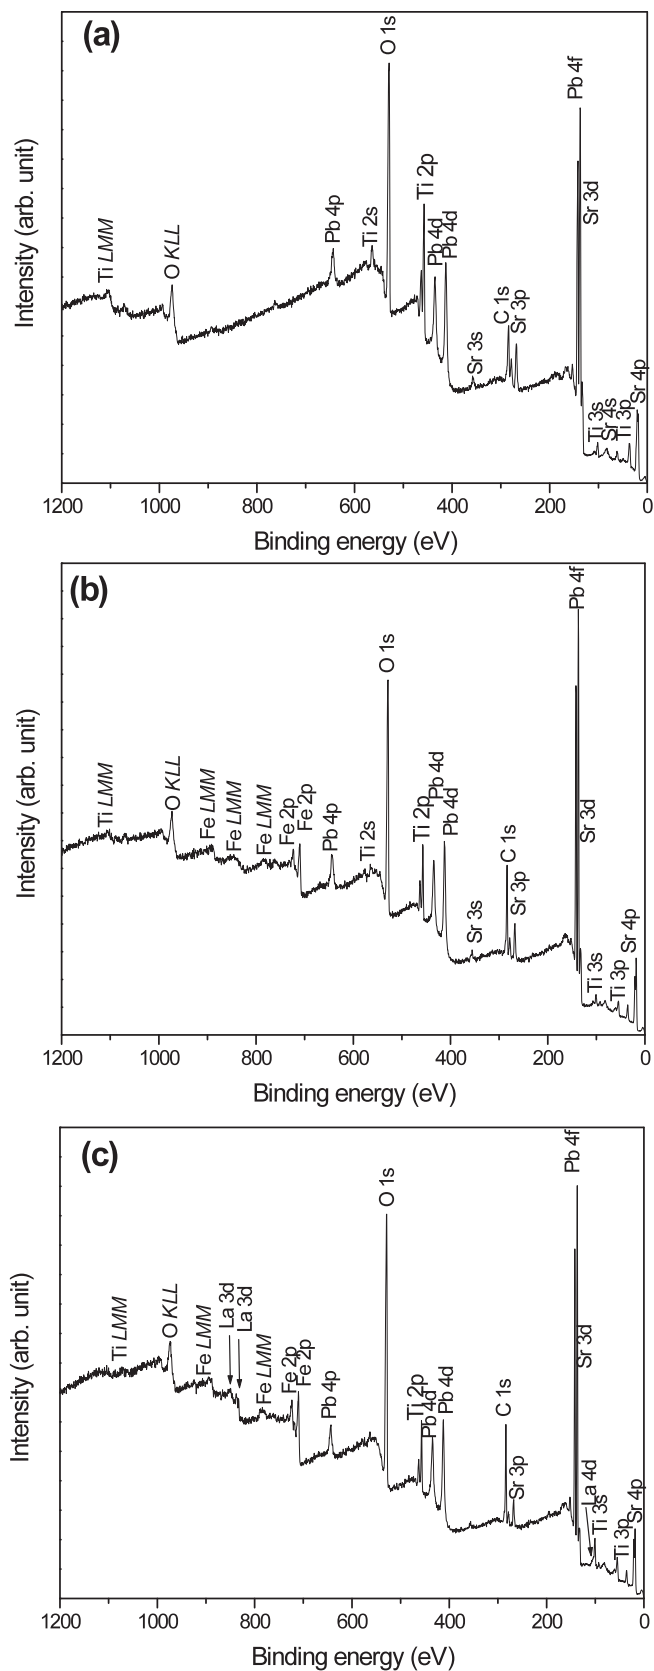 (a)
Intensity (arb. unit)
Ti LMM
O KLL
Pb 4p
Ti 2s
O 1s
Ti 2p
Pb 4d
Pb 4d
Sr 3s
C 1s
Sr 3p
Pb 4f
Sr 3d
Ti 3s
Sr 4s
Ti 3p
Sr 4p
1200 1000 800 600 400 200 0
Binding energy (eV)
(b)
Intensity (arb. unit)
Ti LMM
O KLL
Fe LMM
Fe LMM
Fe LMM
Fe 2p
Fe 2p
Pb 4p
Ti 2s
O 1s
Ti 2p
Pb 4d
Pb 4d
Sr 3s
C 1s
Sr 3p
Pb 4f
Sr 3d
Ti 3s
Ti 3p
Sr 4p
1200 1000 800 600 400 200 0
Binding energy (eV)
(c)
Intensity (arb. unit)
Ti LMM
O KLL
Fe LMM
La 3d
La 3d
Fe LMM
Fe 2p
Fe 2p
Pb 4p
O 1s
Ti 2p
Pb 4d
Pb 4d
C 1s
Sr 3p
Pb 4f
Sr 3d
La 4d
Ti 3s
Ti 3p
Sr 4p
1200 1000 800 600 400 200 0
Binding energy (eV)